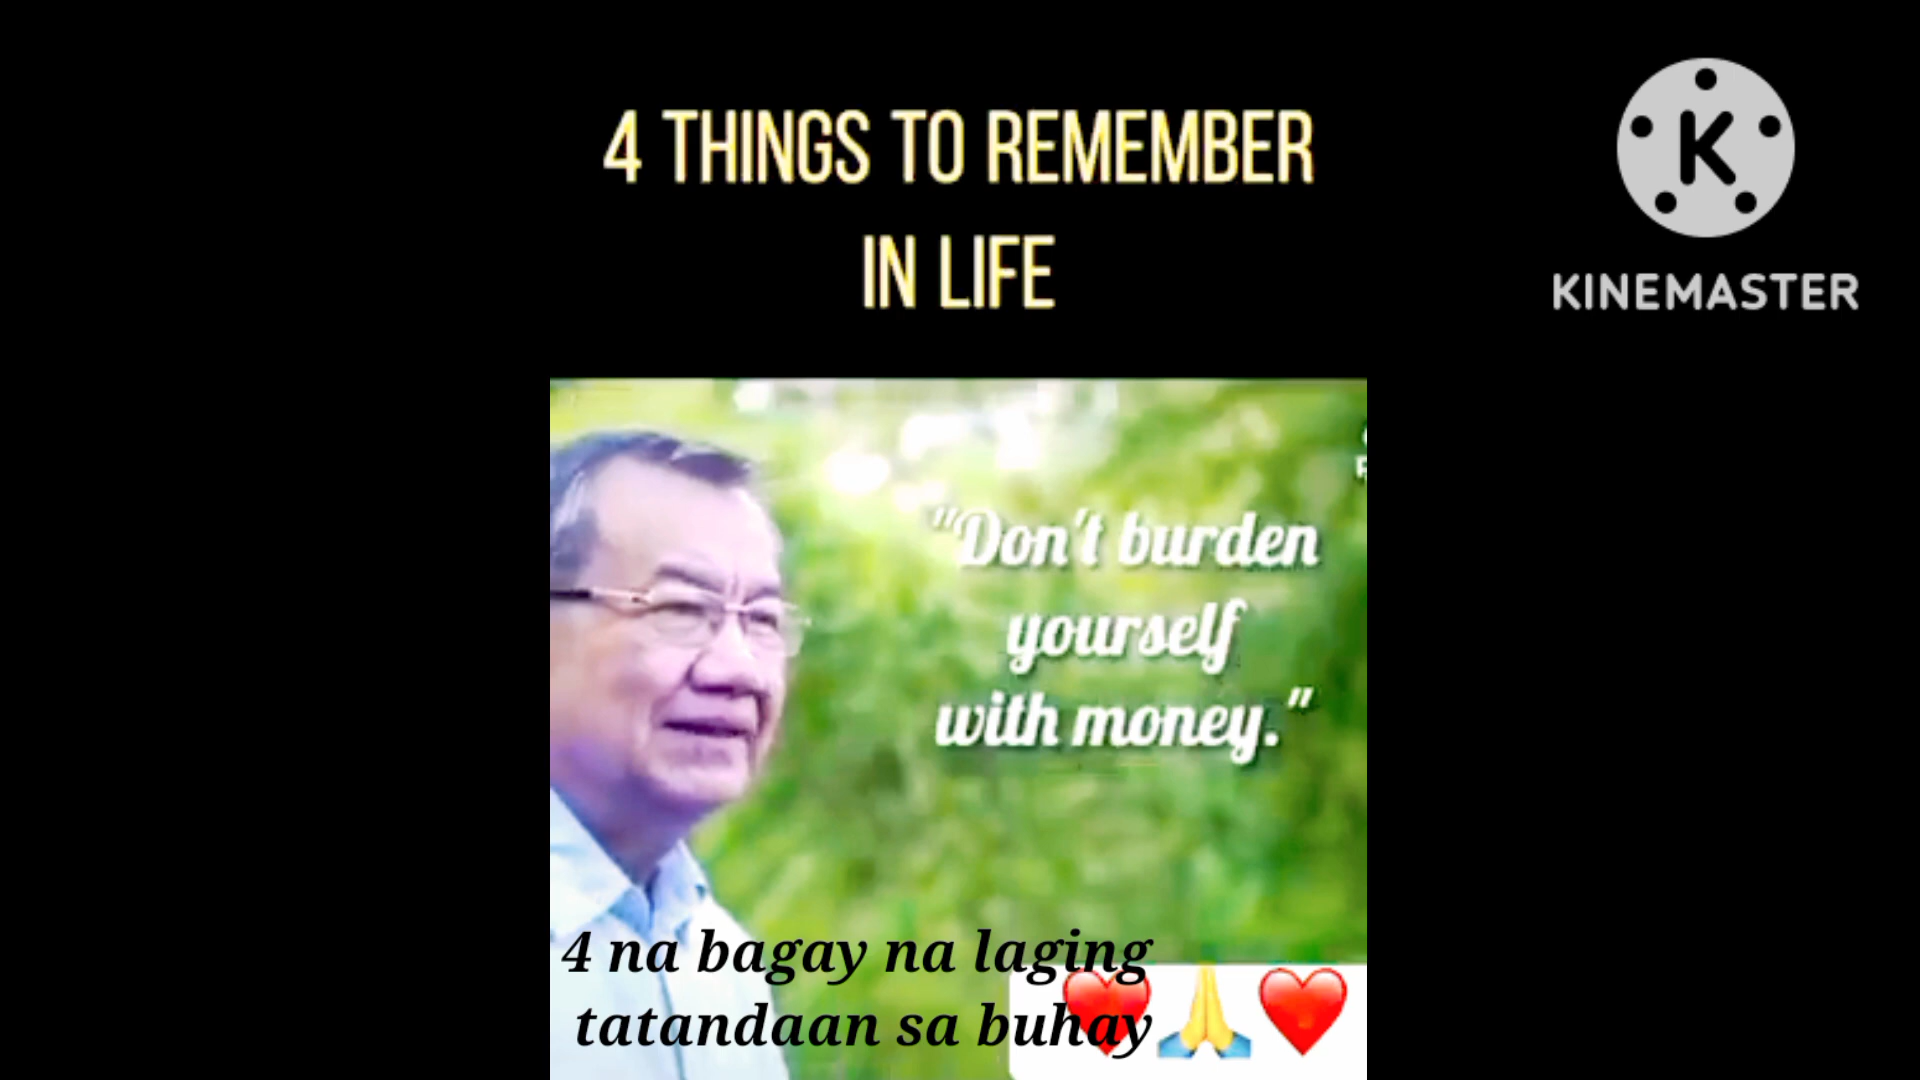 4 THINGS TO REMEMBER
IN LIFE
K
KINEMASTER
"Don't burden
yourself
with money."
4 na bagay na laging
tatandaan sa buhay